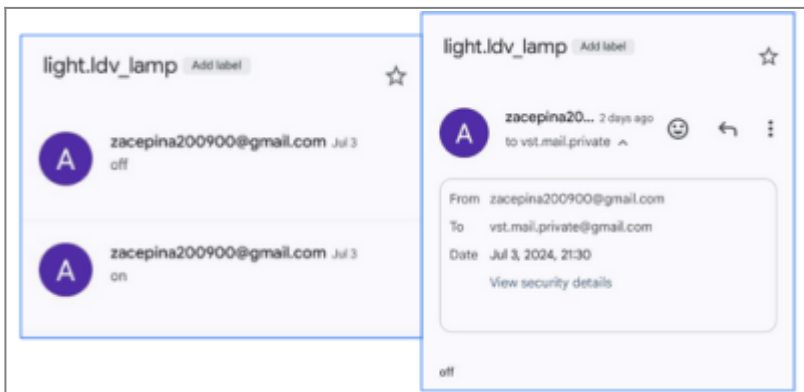 light.ldv_lamp Add label
zacepina200900@gmail.com Jul 3
off
zacepina200900@gmail.com Jul 3
on
light.ldv_lamp Add label
zacepina20... 2 days ago
to vst.mail.private
From zacepina200900@gmail.com
To vst.mail.private@gmail.com
Date Jul 3, 2024, 21:30
View security details
off
A
A
A